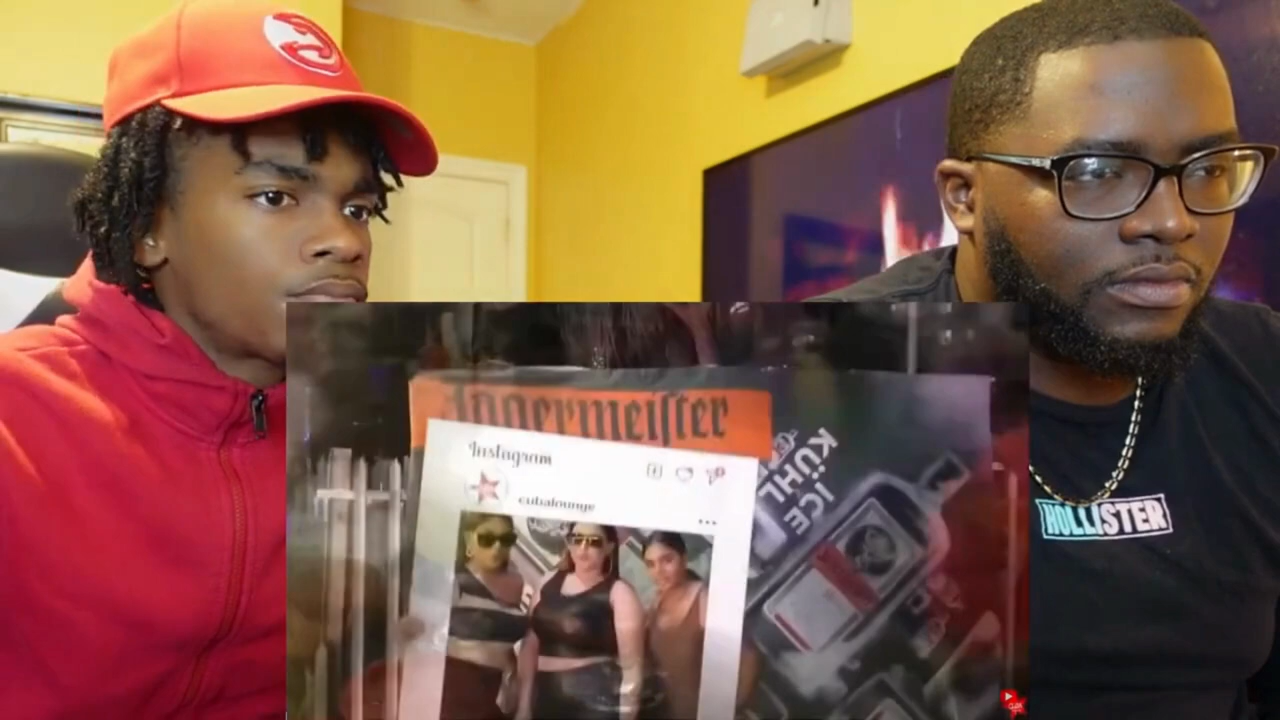 Jägermeister
Instagram
cubalounge
KÜHL
ICE
HOLLISTER